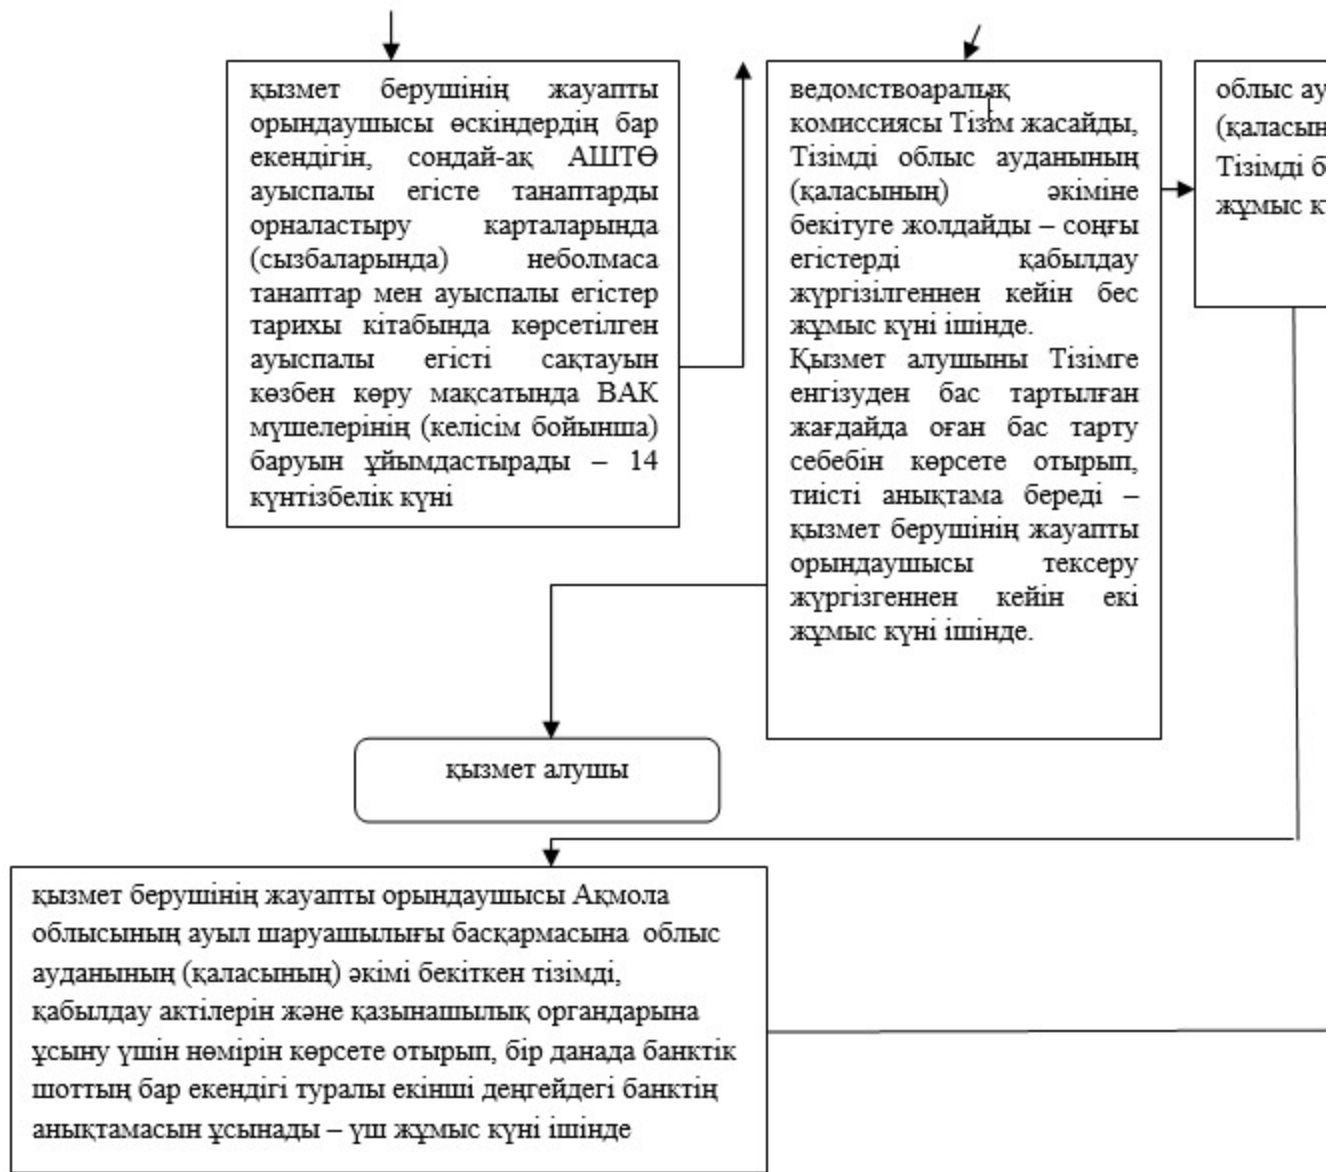 қызмет берушінің жауапты
орындаушысы өскіндердің бар
екендігін, сондай-ақ АШТӨ
ауыспалы егісте танаптарды
орналастыру карталарында
(сызбаларында) неболмаса
танаптар мен ауыспалы егістер
тарихы кітабында көрсетілген
ауыспалы егісті сақтауын
көзбен көру мақсатында ВАК
мүшелерінің (келісім бойынша)
баруын ұйымдастырады – 14
күнтізбелік күні
ведомствоаралық
комиссиясы Тізім жасайды,
Тізімді облыс ауданының
(қаласының) әкіміне
бекітуге жолдайды – соңғы
егістерді қабылдау
жүргізілгеннен кейін бес
жұмыс күні ішінде.
Қызмет алушыны Тізімге
енгізуден бас тартылған
жағдайда оған бас тарту
себебін көрсете отырып,
тиісті анықтама береді –
қызмет берушінің жауапты
орындаушысы тексеру
жүргізгеннен кейін екі
жұмыс күні ішінде.
облыс
Тізімді
жұмыс
қызмет алушы
қызмет берушінің жауапты орындаушысы Ақмола
облысының ауыл шаруашылығы басқармасына облыс
ауданының (қаласының) әкімі бекіткен тізімді,
қабылдау актілерін және қазынашылық органдарына
ұсыну үшін нөмірін көрсете отырып, бір данада банктік
шоттың бар екендігі туралы екінші деңгейдегі банктің
анықтамасын ұсынады – үш жұмыс күні ішінде